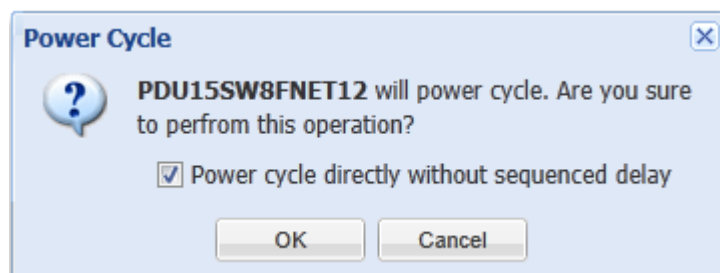 Power Cycle
PDU15SW8FNET12 will power cycle. Are you sure
to perfrom this operation?
Power cycle directly without sequenced delay
OK Cancel